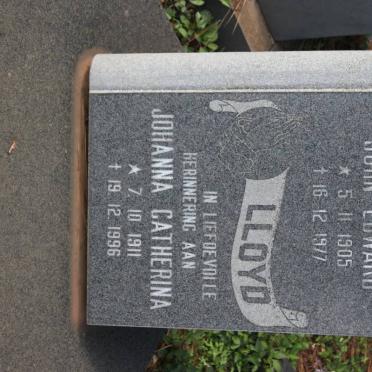 JOHN EDWARD
★ 5. 11. 1905
✝ 16. 12. 1977
LLOYD
IN LIEFDEVOLLE
HERINNERING AAN
JOHANNA CATHERINA
★ 7. 10. 1911
✝ 19. 12. 1996